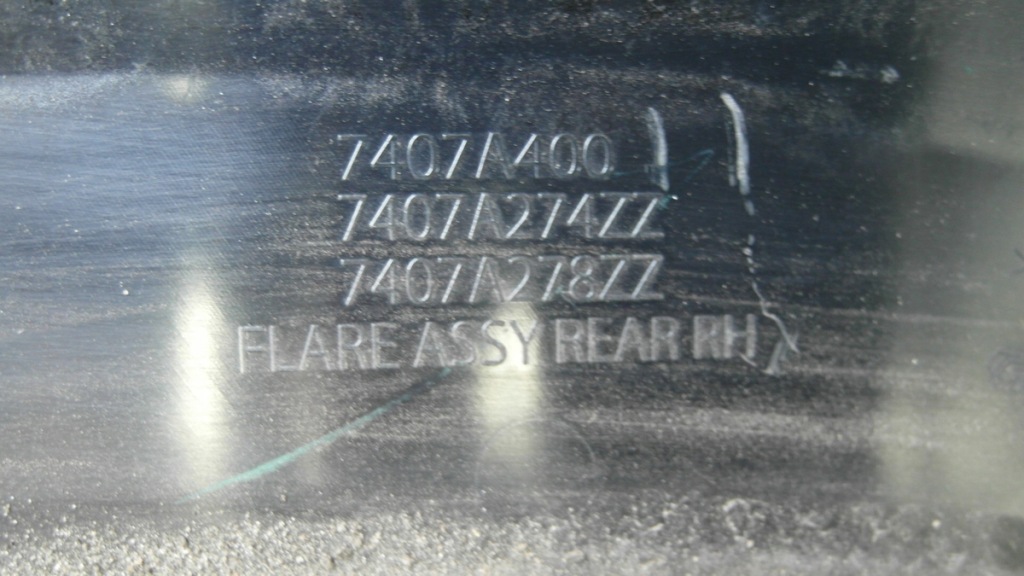 7407A400
7407A274ZZ
7407A278ZZ
FLARE ASSY REAR RH